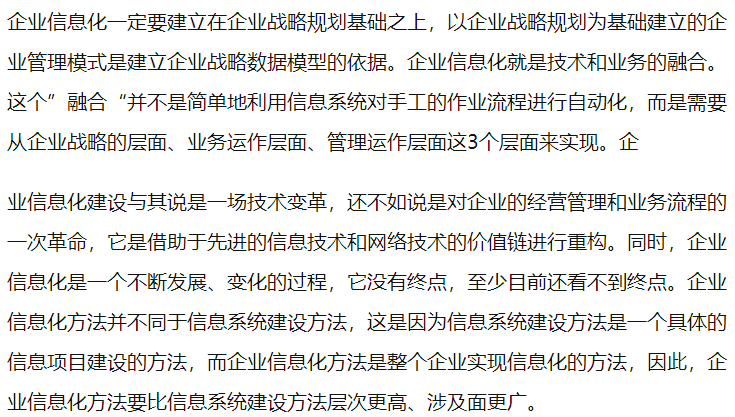 企业信息化一定要建立在企业战略规划基础之上，以企业战略规划为基础建立的企
业管理模式是建立企业战略数据模型的依据。企业信息化就是技术和业务的融合。
这个”融合“并不是简单地利用信息系统对手工的作业流程进行自动化，而是需要
从企业战略的层面、业务运作层面、管理运作层面这3个层面来实现。企
业信息化建设与其说是一场技术变革，还不如说是对企业的经营管理和业务流程的
一次革命，它是借助于先进的信息技术和网络技术的价值链进行重构。同时，企业
信息化是一个不断发展、变化的过程，它没有终点，至少目前还看不到终点。企业
信息化方法并不同于信息系统建设方法，这是因为信息系统建设方法是一个具体的
信息项目建设的方法，而企业信息化方法是整个企业实现信息化的方法，因此，企
业信息化方法要比信息系统建设方法层次更高、涉及面更广。